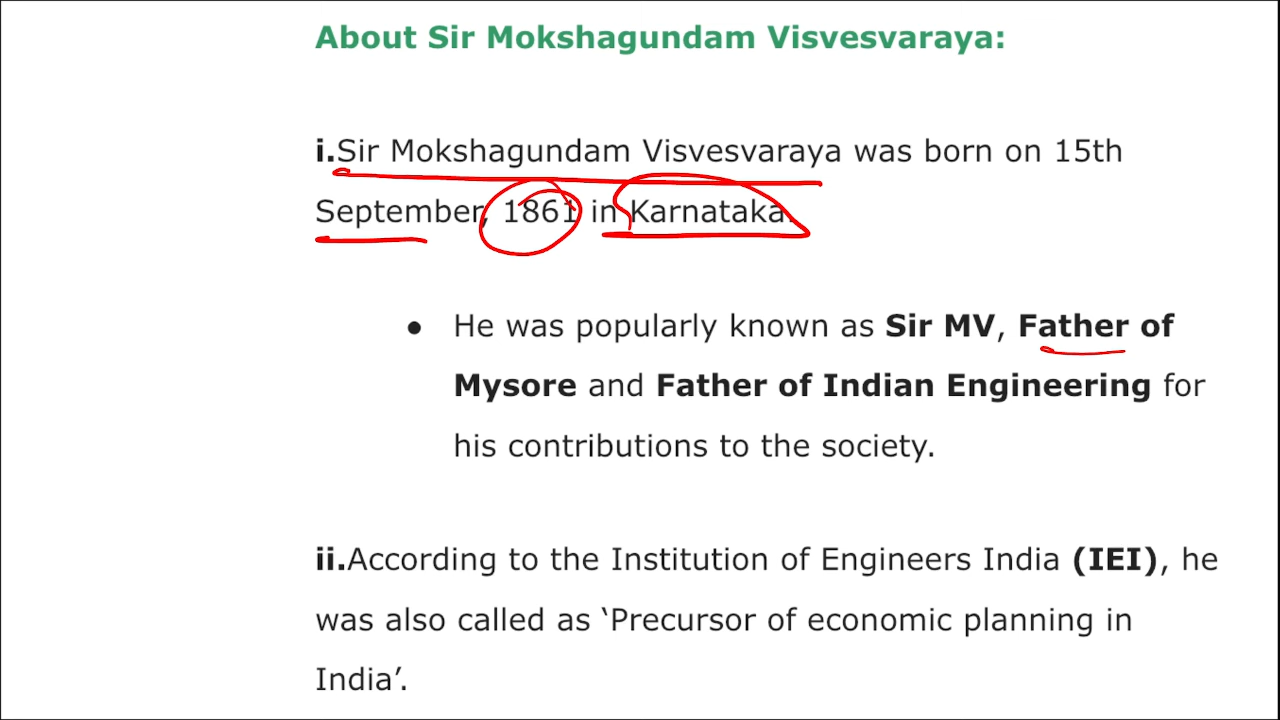 About Sir Mokshagundam Visvesvaraya:
i.Sir Mokshagundam Visvesvaraya was born on 15th
September, 1861 in Karnataka.
● He was popularly known as Sir MV, Father of
Mysore and Father of Indian Engineering for
his contributions to the society.
ii.According to the Institution of Engineers India (IEI), he
was also called as ‘Precursor of economic planning in
India’.